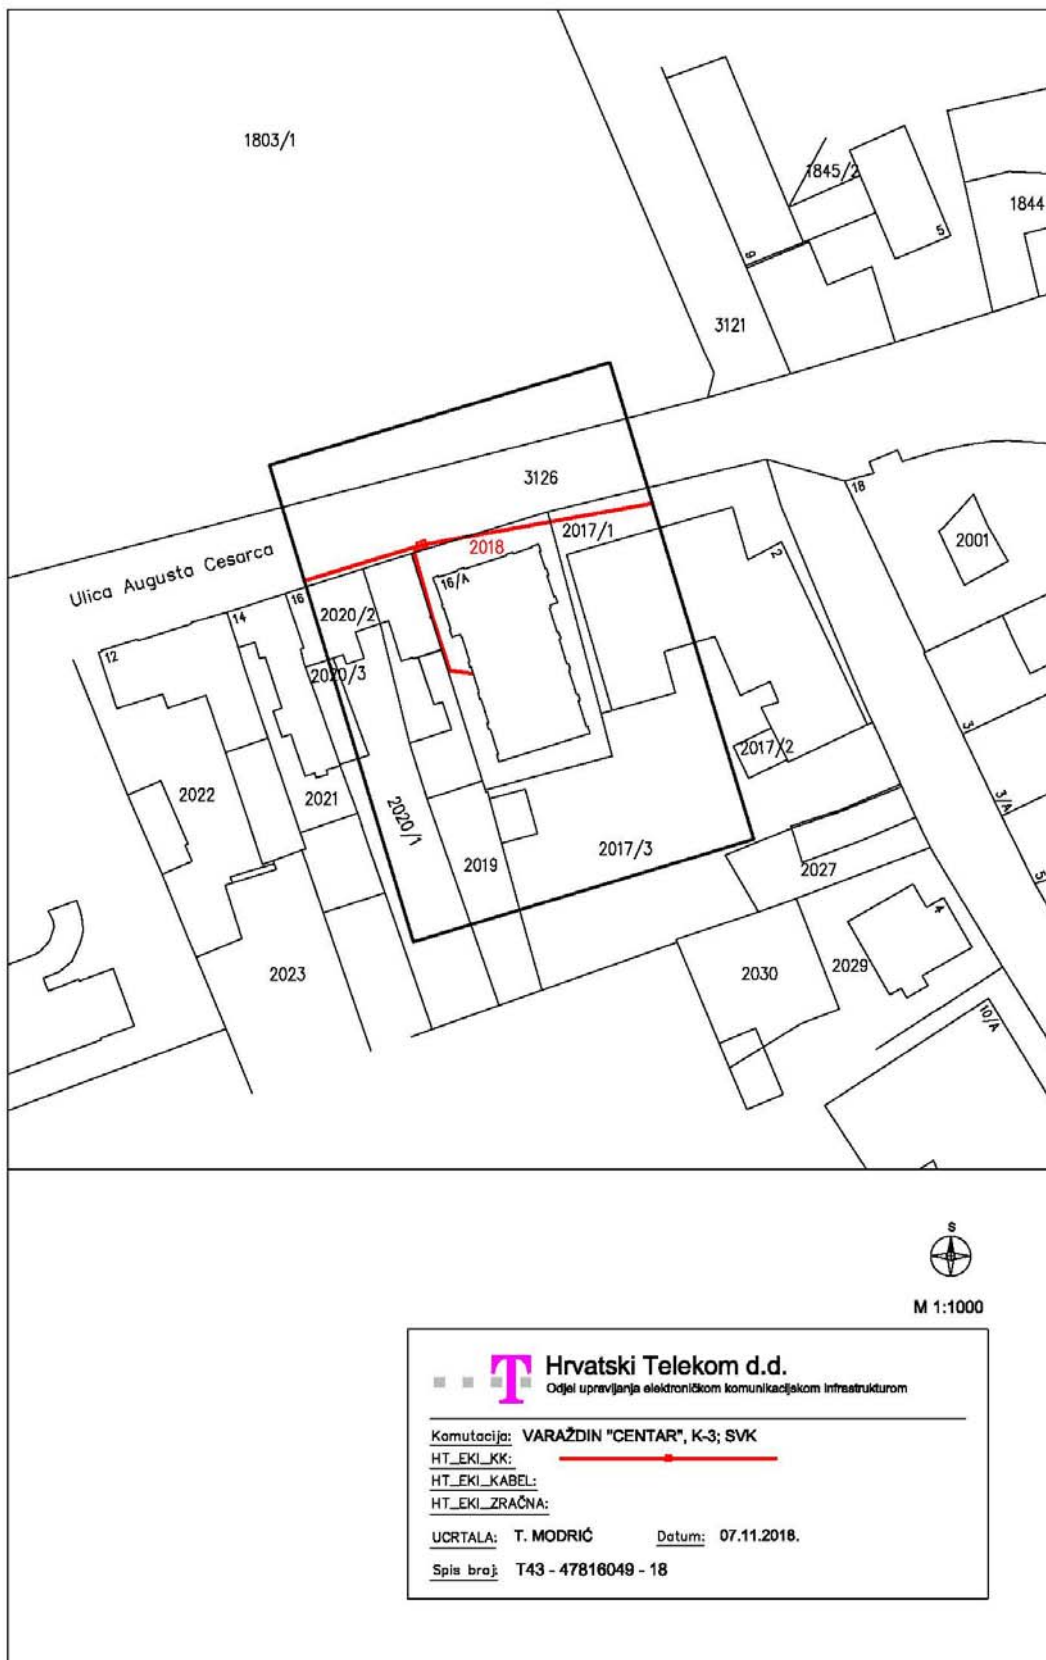 1803/1
1845/2
1844
5
9
3121
3126
18
2017/1
2018
2
2001
Ulica Augusta Cesarca
16/A
16
2020/2
14
12
2020/3
3
2017/2
2022
2021
2020/1
3/A
2017/3
2019
2027
5
4
2023
2030
2029
10/A
S
M 1:1000
T Hrvatski Telekom d.d.
Odjel upravljanja elektroničkom komunikacijskom infrastrukturom
Komutacija: VARAŽDIN "CENTAR", K-3; SVK
HT_EKI_KK:
HT_EKI_KABEL:
HT_EKI_ZRAČNA:
UCRTALA: T. MODRIĆ Datum: 07.11.2018.
Spis broj: T43 - 47816049 - 18